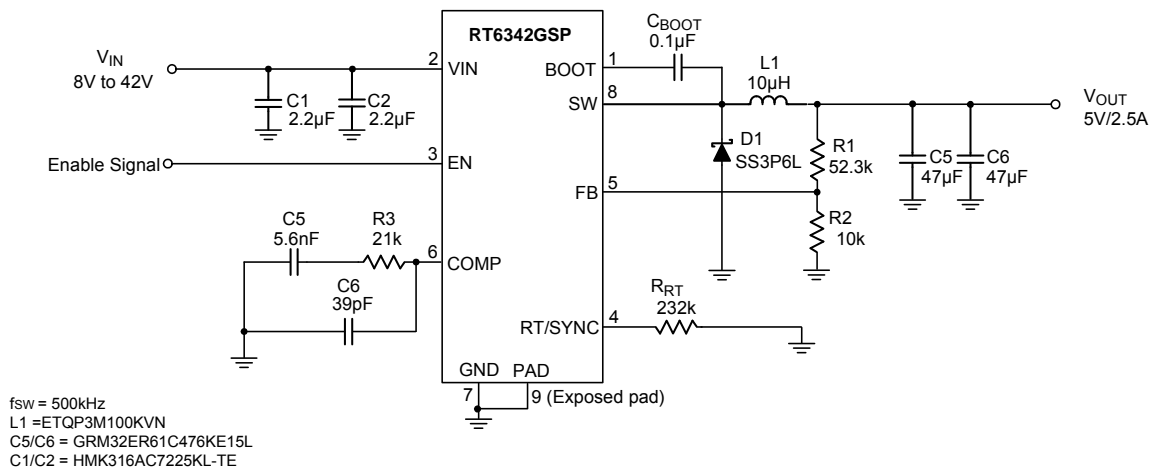 RT6342GSP
VIN
8V to 42V
2
VIN
C1
2.2µF
C2
2.2µF
Enable Signal
3
EN
C5
5.6nF
R3
21k
6
COMP
C6
39pF
GND
PAD
7
9 (Exposed pad)
BOOT
1
CBOOT
0.1µF
SW
8
L1
10µH
VOUT
5V/2.5A
D1
SS3P6L
R1
52.3k
C5
47µF
C6
47µF
FB
5
R2
10k
RRT
232k
RT/SYNC
4
fSW = 500kHz
L1 =ETQP3M100KVN
C5/C6 = GRM32ER61C476KE15L
C1/C2 = HMK316AC7225KL-TE